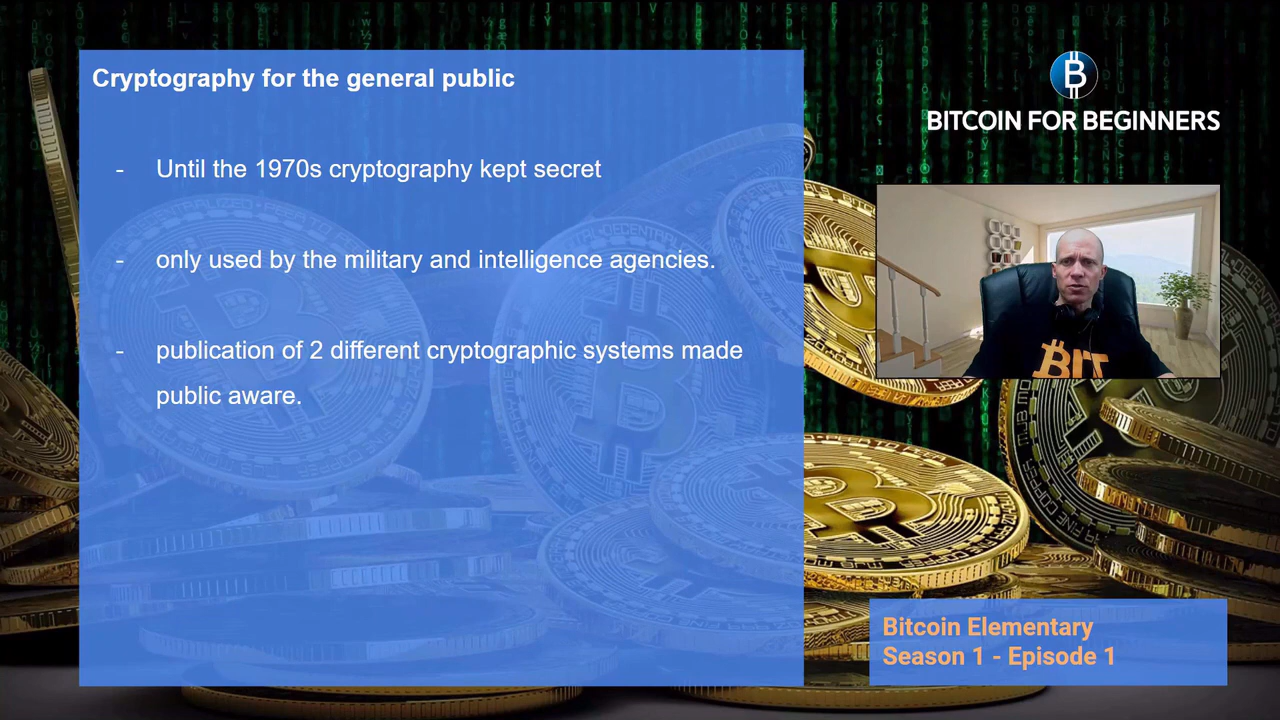 Cryptography for the general public
- Until the 1970s cryptography kept secret
- only used by the military and intelligence agencies.
- publication of 2 different cryptographic systems made
public aware.
BITCOIN FOR BEGINNERS
BIT
Bitcoin Elementary
Season 1 - Episode 1